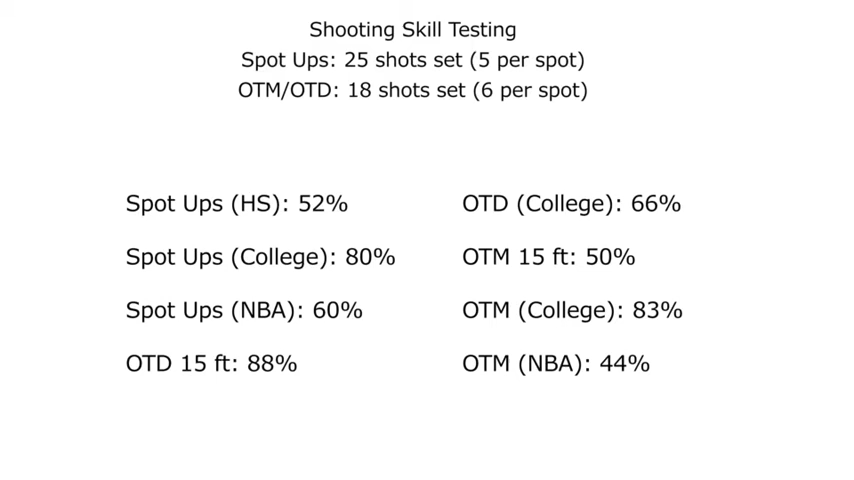 Shooting Skill Testing
Spot Ups: 25 shots set (5 per spot)
OTM/OTD: 18 shots set (6 per spot)
Spot Ups (HS): 52%
Spot Ups (College): 80%
Spot Ups (NBA): 60%
OTD 15 ft: 88%
OTD (College): 66%
OTM 15 ft: 50%
OTM (College): 83%
OTM (NBA): 44%